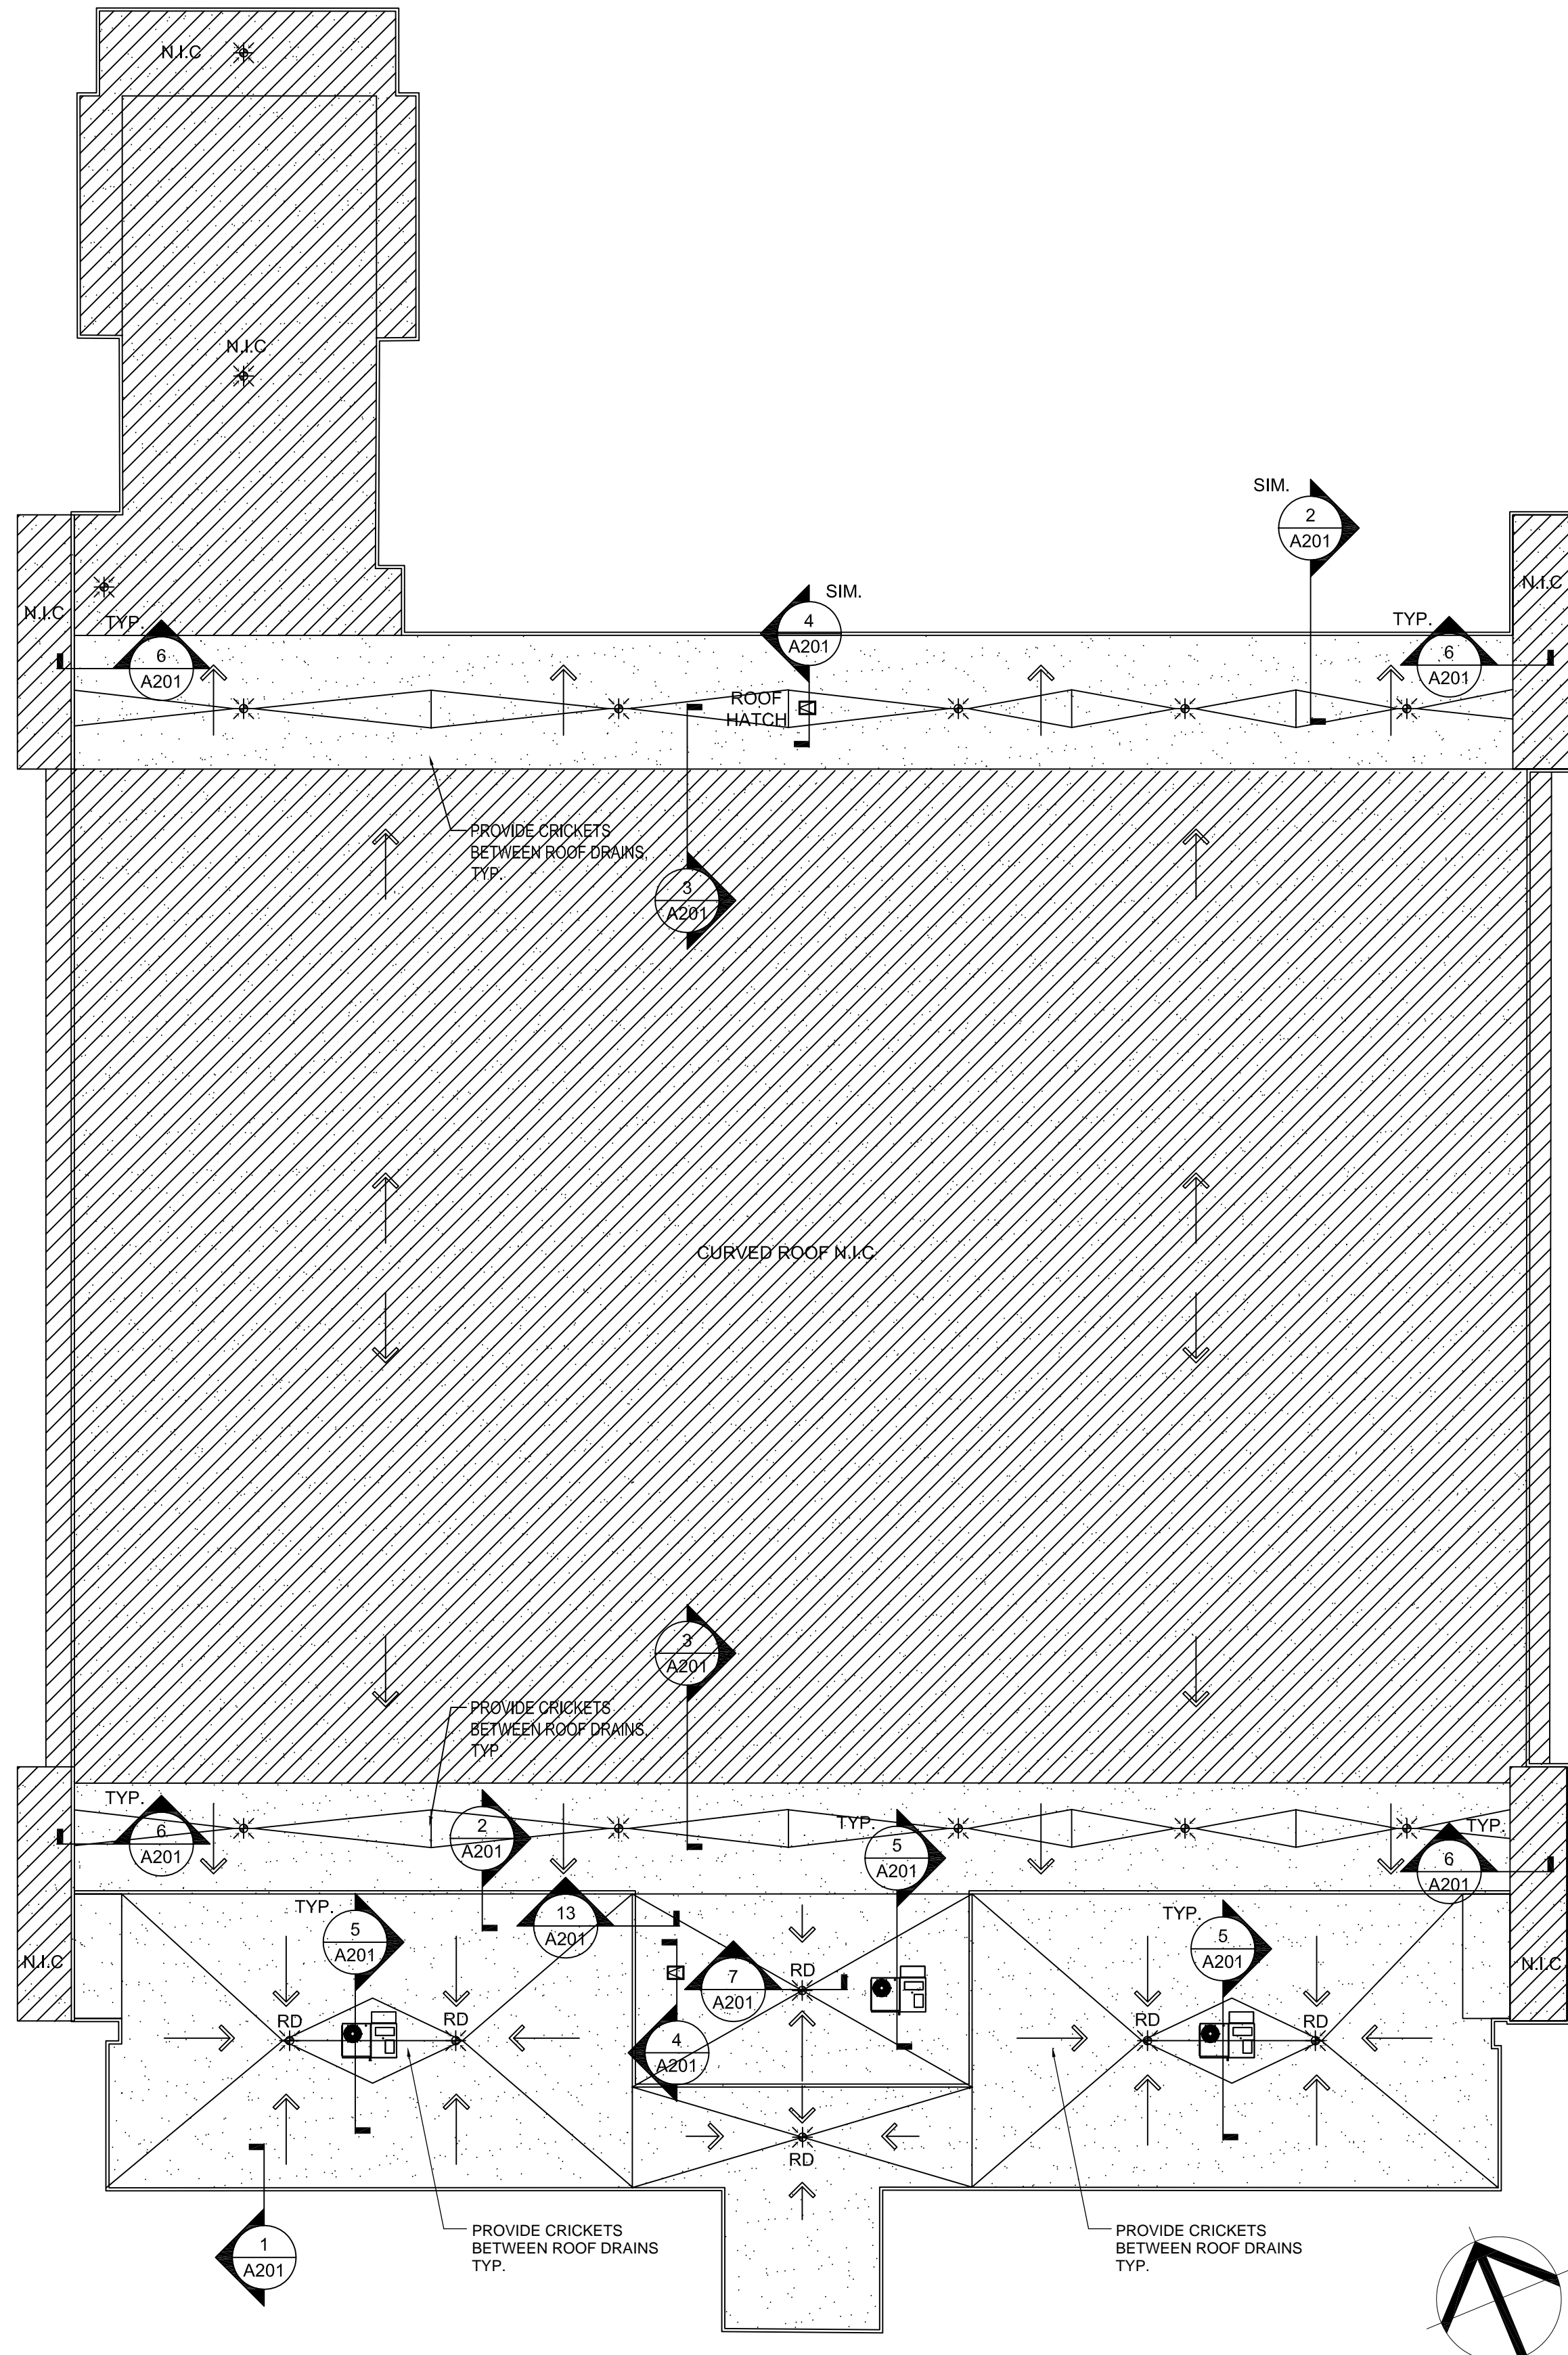 N.I.C
N.I.C
SIM.
2
A201
N.I.C
N.I.C
SIM.
4
A201
TYP.
6
A201
TYP.
6
A201
ROOF
HATCH
PROVIDE CRICKETS
BETWEEN ROOF DRAINS,
TYP.
3
A201
CURVED ROOF N.I.C.
3
A201
PROVIDE CRICKETS
BETWEEN ROOF DRAINS,
TYP.
TYP.
6
A201
2
A201
TYP.
5
A201
TYP.
6
A201
TYP.
5
A201
13
A201
TYP.
5
A201
N.I.C
N.I.C
RD
7
A201
RD
RD
RD
RD
4
A201
RD
1
A201
PROVIDE CRICKETS
BETWEEN ROOF DRAINS
TYP.
PROVIDE CRICKETS
BETWEEN ROOF DRAINS
TYP.